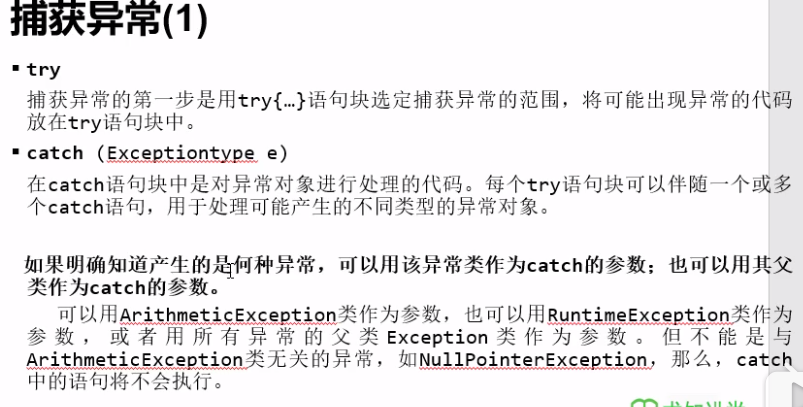 捕获异常(1)
▪ try
捕获异常的第一步是用try{…}语句块选定捕获异常的范围，将可能出现异常的代码
放在try语句块中。
▪ catch (Exceptiontype e)
在catch语句块中是对异常对象进行处理的代码。每个try语句块可以伴随一个或多
个catch语句，用于处理可能产生的不同类型的异常对象。
如果明确知道产生的是何种异常，可以用该异常类作为catch的参数；也可以用其父
类作为catch的参数。
可以用ArithmeticException类作为参数，也可以用RuntimeException类作为
参数，或者用所有异常的父类Exception类作为参数。但不能是与
ArithmeticException类无关的异常，如NullPointerException，那么，catch
中的语句将不会执行。